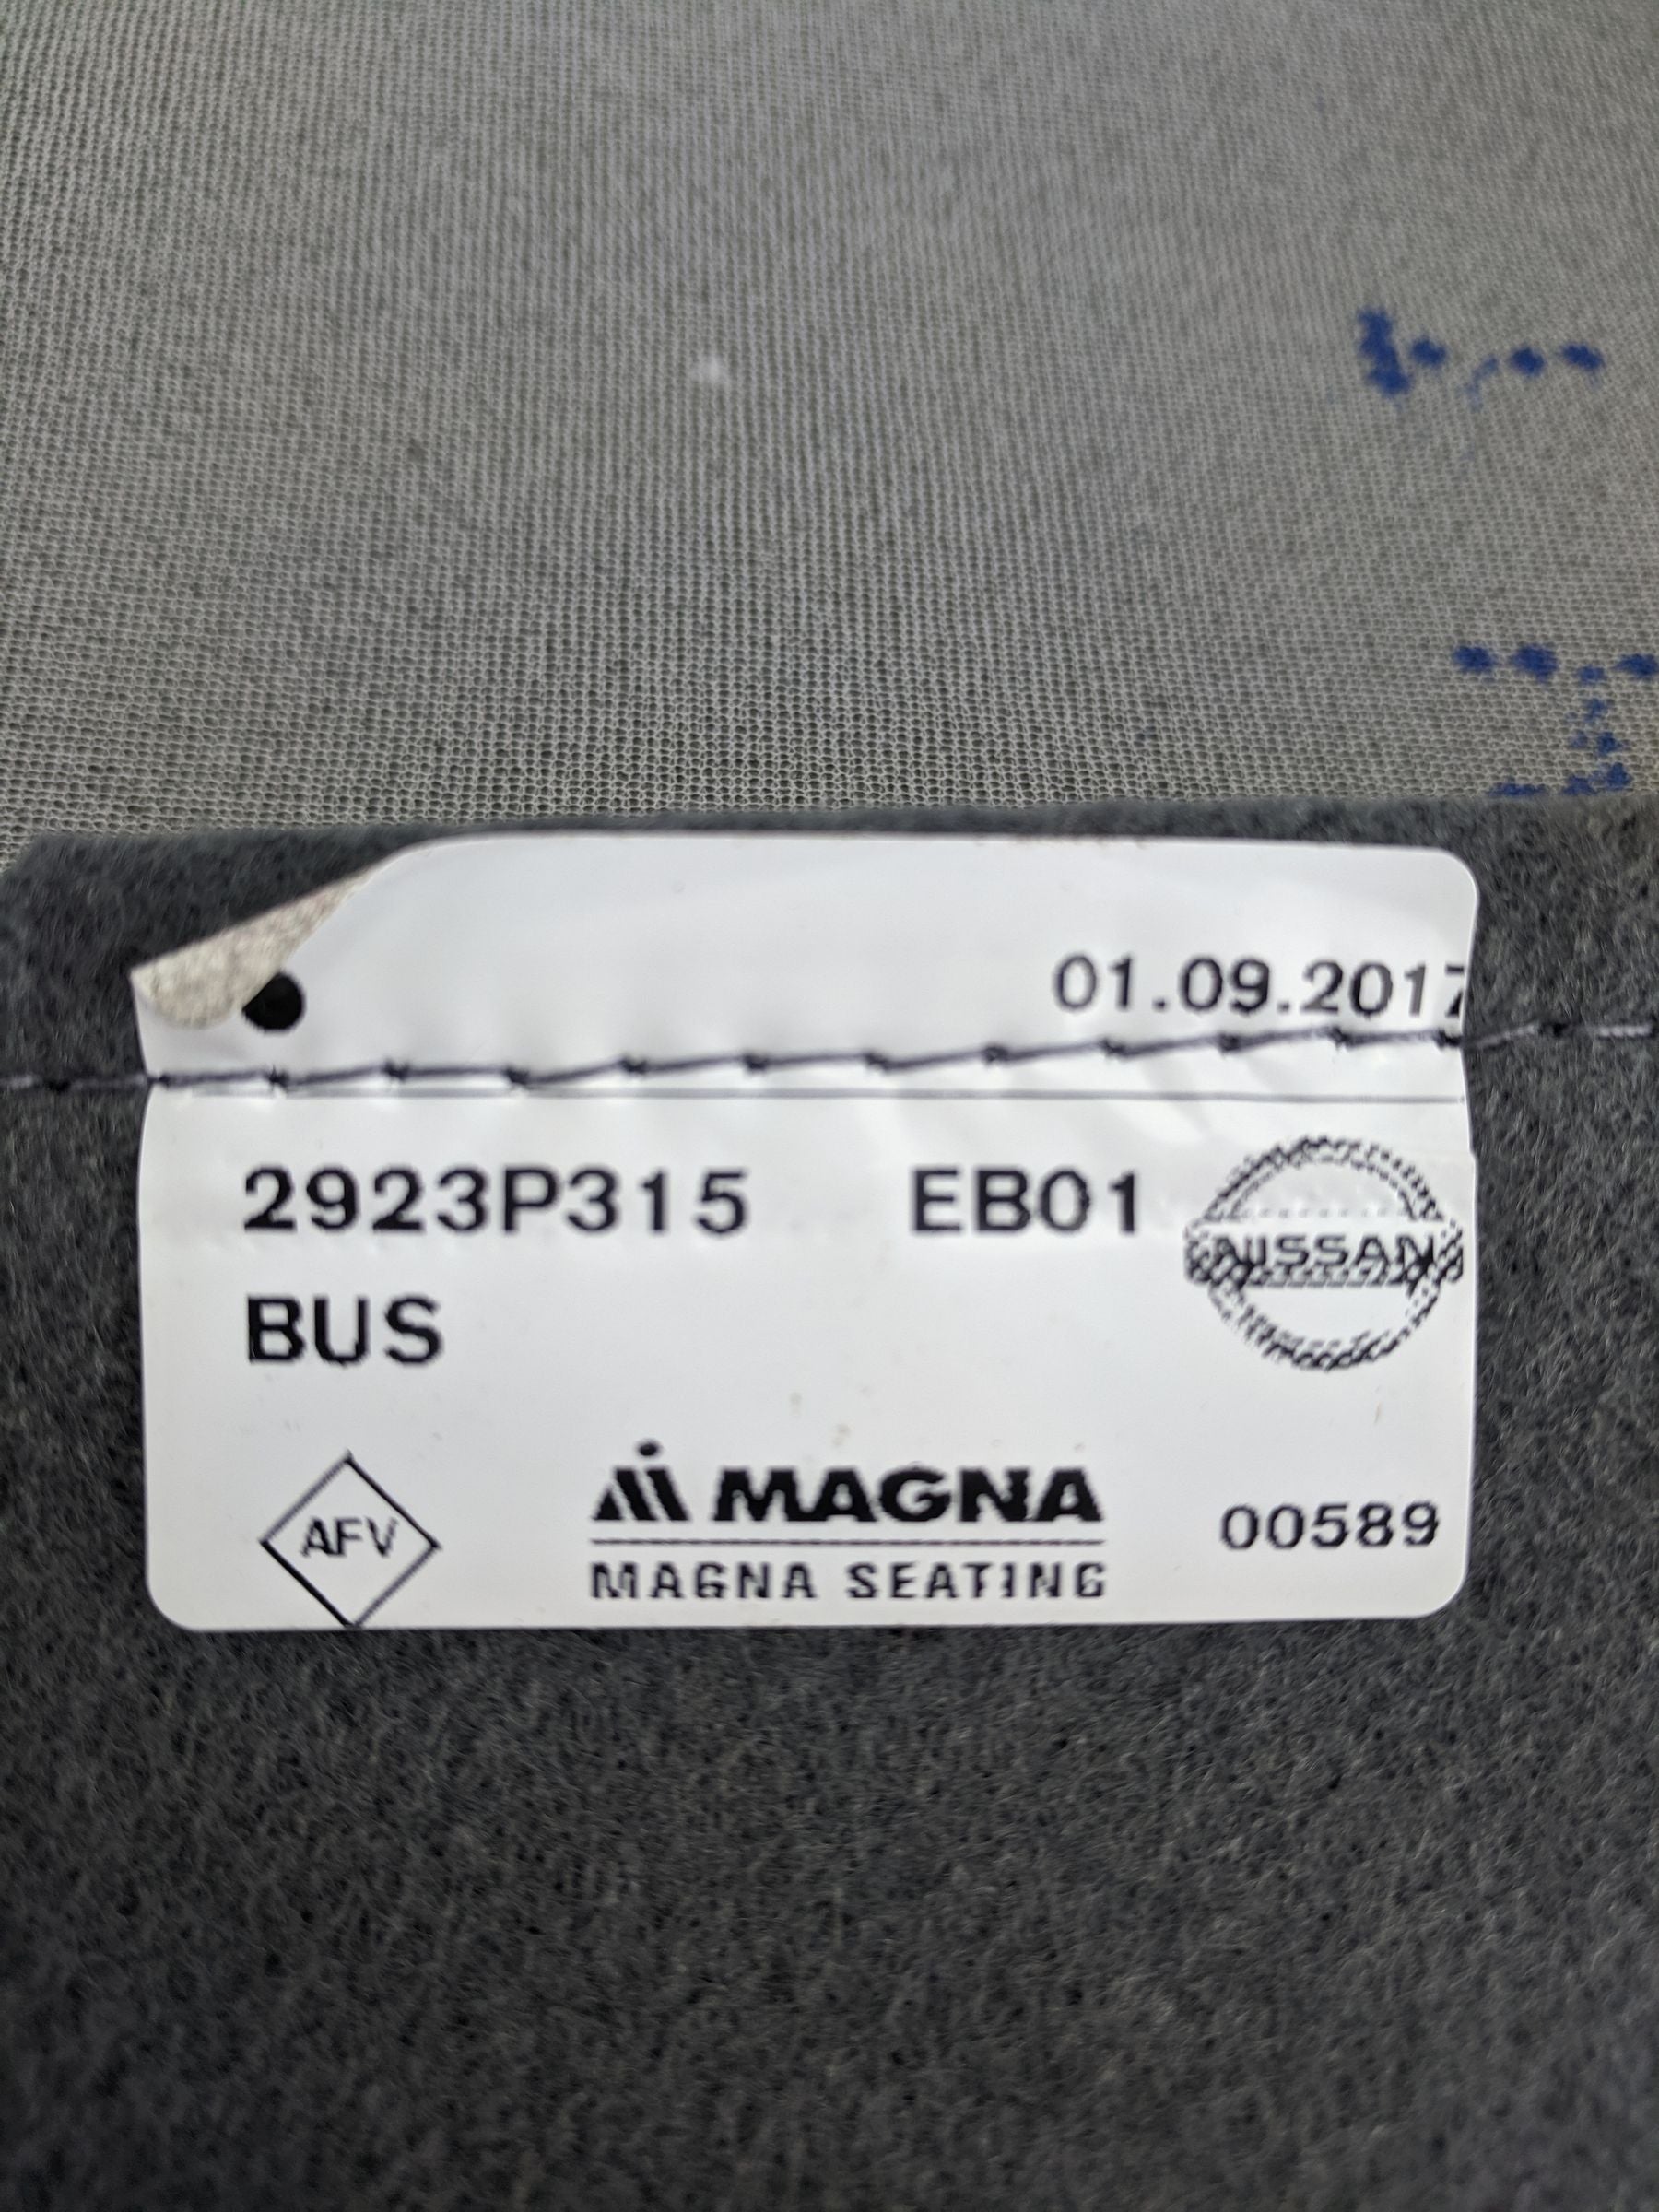 01.09.2017
2923P315 EB01
NISSAN
BUS
MAGNA
AFV
00589
MAGNA SEATING